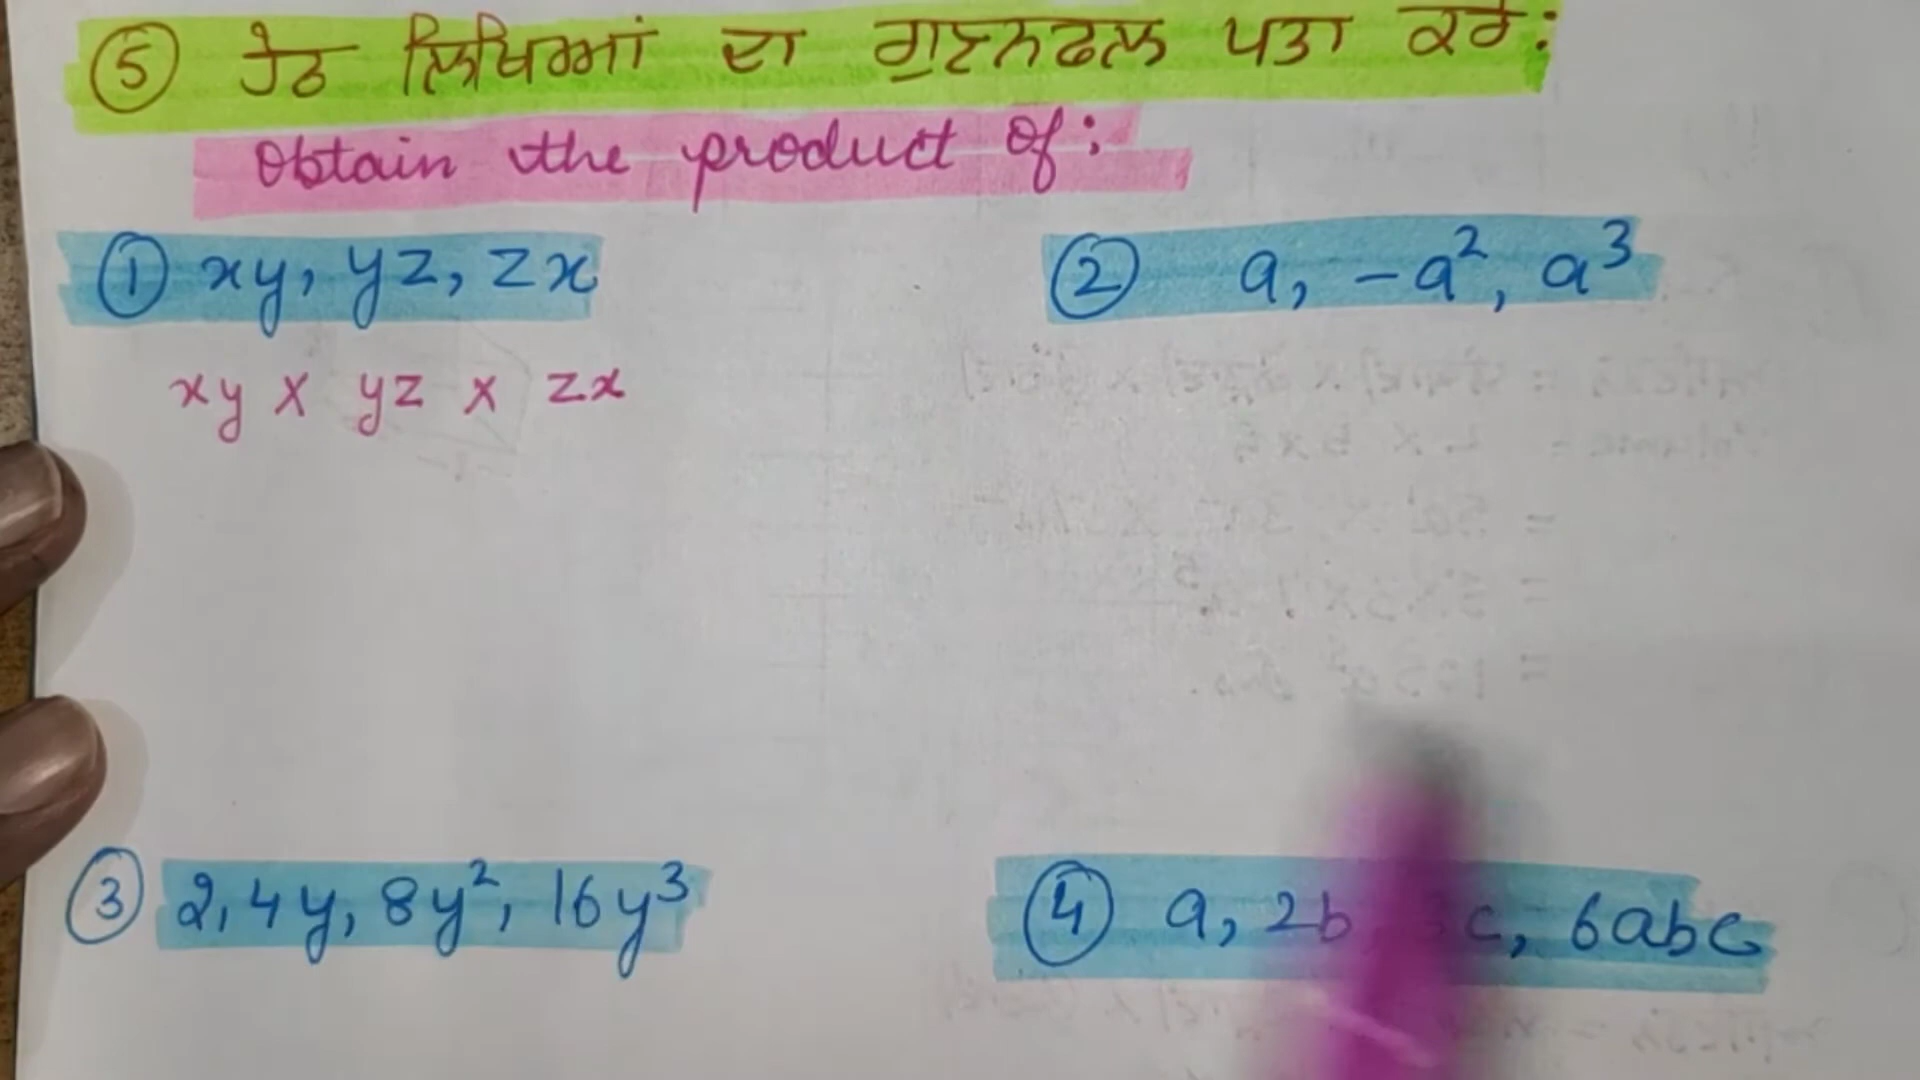 ⑤ ਹੇਠ ਲਿਖਿਆਂ ਦਾ ਗੁਣਨਫਲ ਪਤਾ ਕਰੋ:
Obtain the product of:
① xy, yz, zx
② a, -a², a³
xy × yz × zx
③ 2, 4y, 8y², 16y³
④ a, 2b, c, 6abc